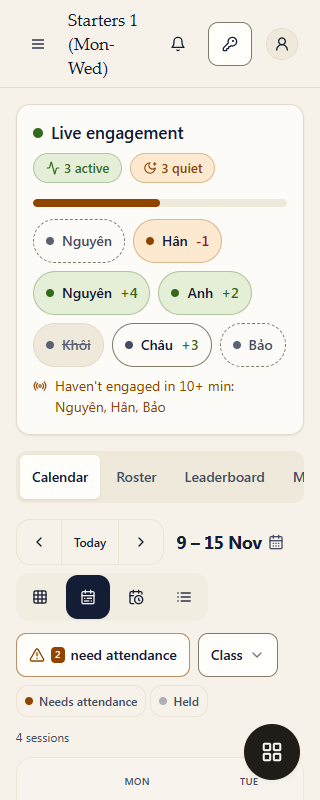 Starters 1
(Mon-
Wed)
Live engagement
3 active
3 quiet
Nguyên
Hân -1
Nguyên +4
Anh +2
Khôi
Châu +3
Bảo
Haven't engaged in 10+ min:
Nguyên, Hân, Bảo
Calendar Roster Leaderboard M
Today
9 – 15 Nov
2 need attendance
Class
Needs attendance
Held
4 sessions
MON TUE